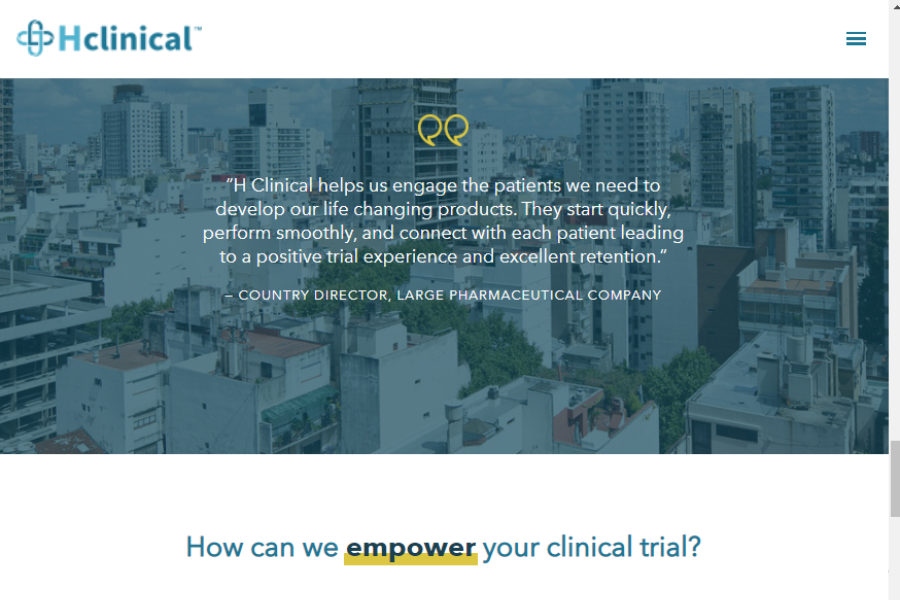 Hclinical™
"H Clinical helps us engage the patients we need to
develop our life changing products. They start quickly,
perform smoothly, and connect with each patient leading
to a positive trial experience and excellent retention."
– COUNTRY DIRECTOR, LARGE PHARMACEUTICAL COMPANY
How can we empower your clinical trial?